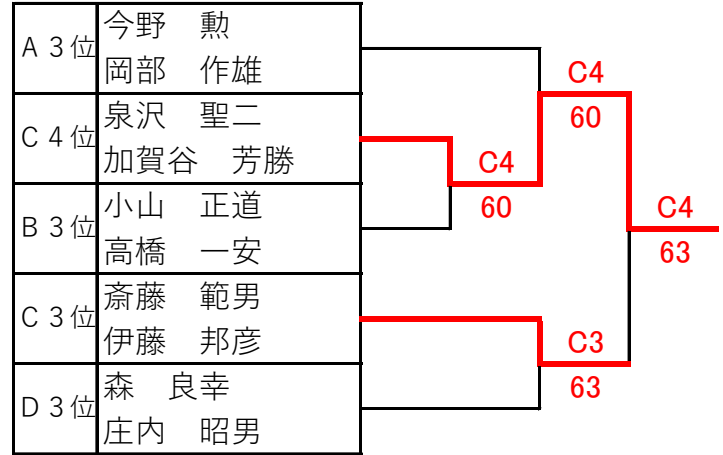 A３位
今野　勲
岡部　作雄
C４位
泉沢　聖二
加賀谷　芳勝
B３位
小山　正道
高橋　一安
C３位
斎藤　範男
伊藤　邦彦
D３位
森　良幸
庄内　昭男
C4
60
C4
60
C3
63
C4
63